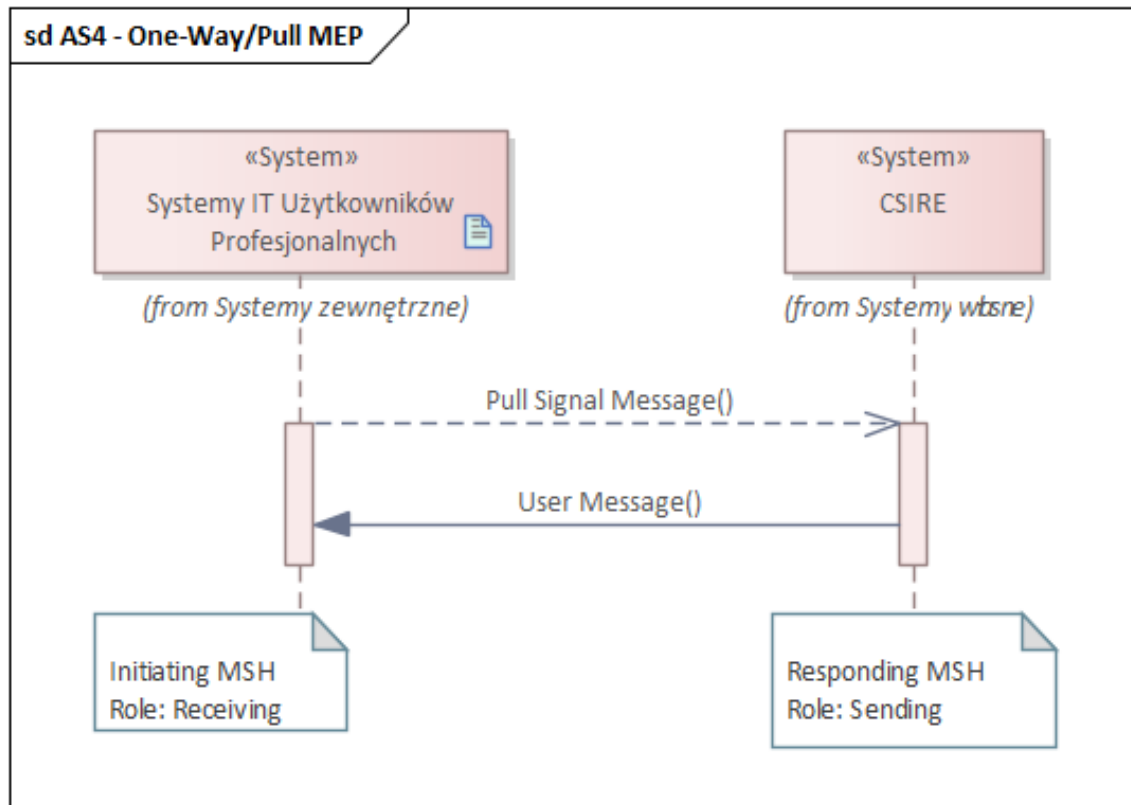 sd AS4 - One-Way/Pull MEP
«System»
Systemy IT Użytkowników
Profesjonalnych
(from Systemy zewnętrzne)
«System»
CSIRE
(from Systemy
Pull Signal Message()
User Message()
Initiating MSH
Role: Receiving
Responding MSH
Role: Sending